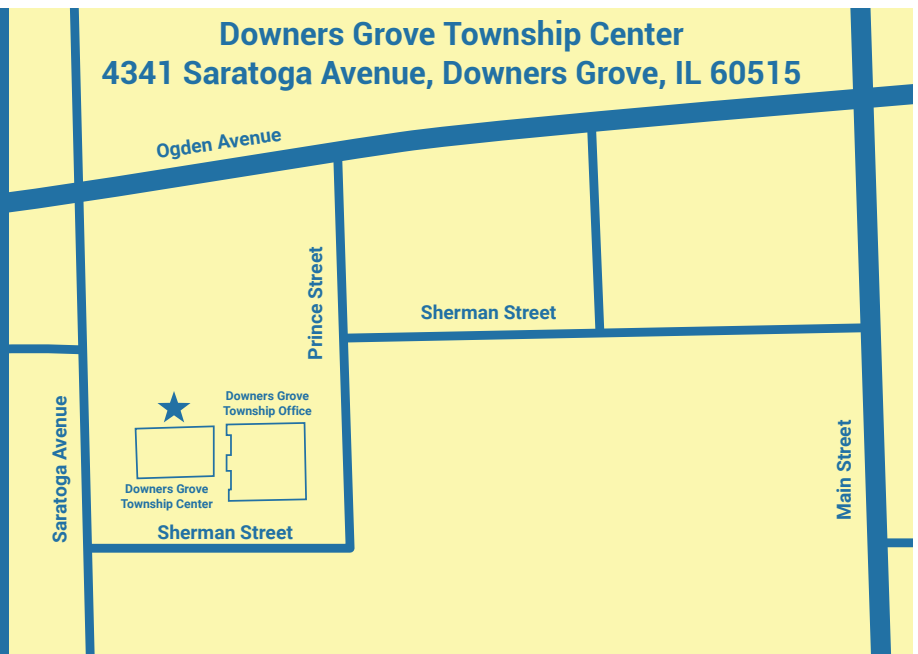 Downers Grove Township Center
4341 Saratoga Avenue, Downers Grove, IL 60515
Ogden Avenue
Prince Street
Sherman Street
Downers Grove
Township Office
Saratoga Avenue
Main Street
Downers Grove
Township Center
Sherman Street